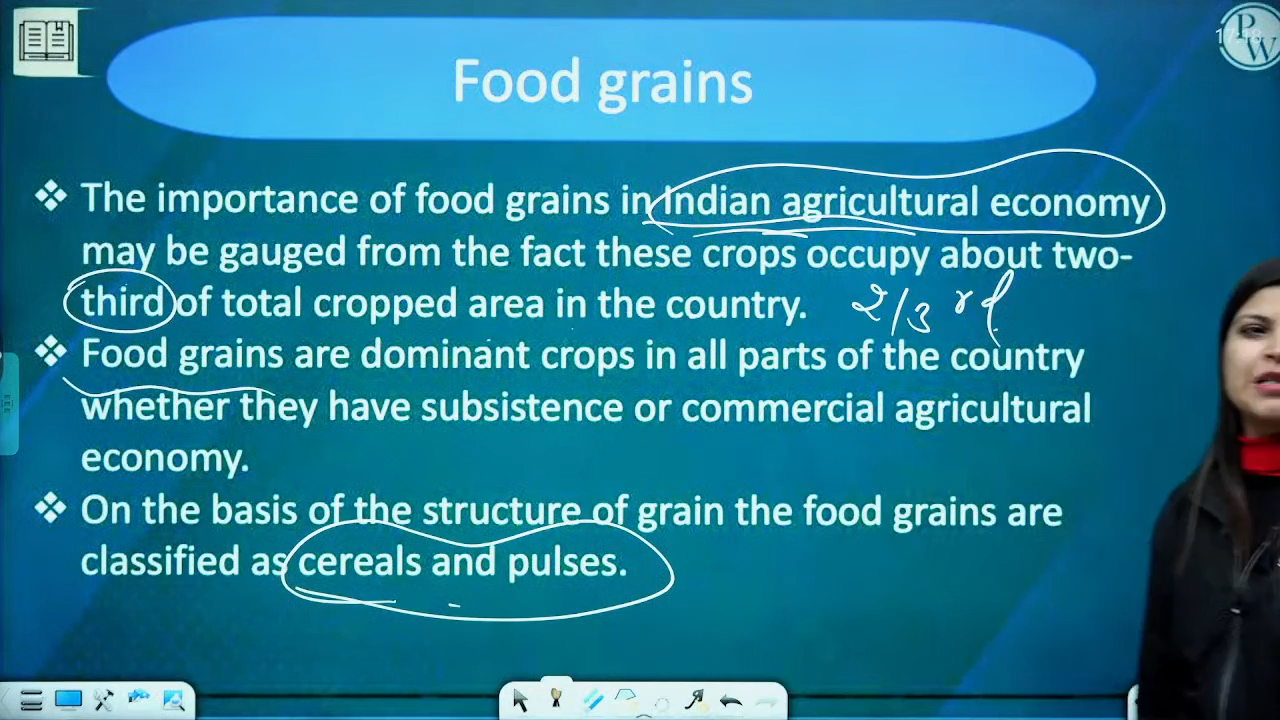 PW
Food grains
❖ The importance of food grains in Indian agricultural economy
may be gauged from the fact these crops occupy about two-
third of total cropped area in the country. 2/3 rd
❖ Food grains are dominant crops in all parts of the country
whether they have subsistence or commercial agricultural
economy.
❖ On the basis of the structure of grain the food grains are
classified as cereals and pulses.